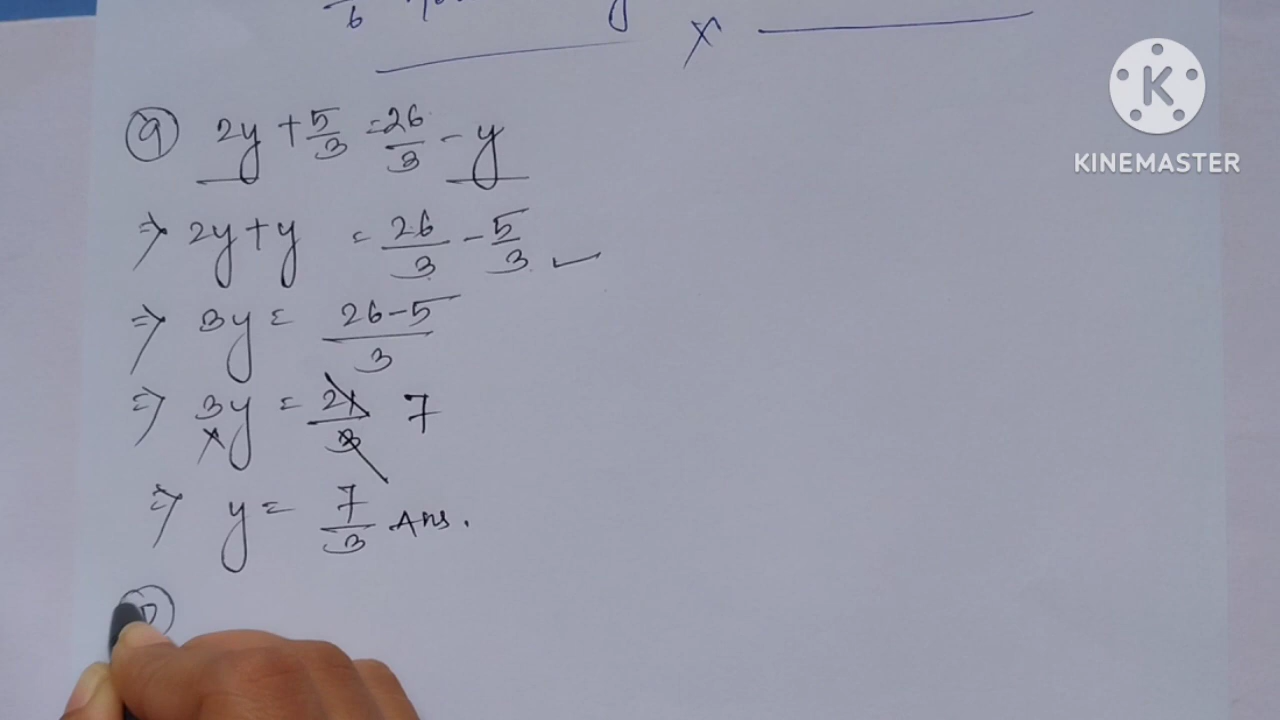 6
x
KINEMASTER
⑨ 2y + 5/3 = 26/3 - y
⇒ 2y + y = 26/3 - 5/3 ✓
⇒ 3y = 26-5/3
⇒ 3y = 21/3 7
⇒ y = 7/3 Ans.